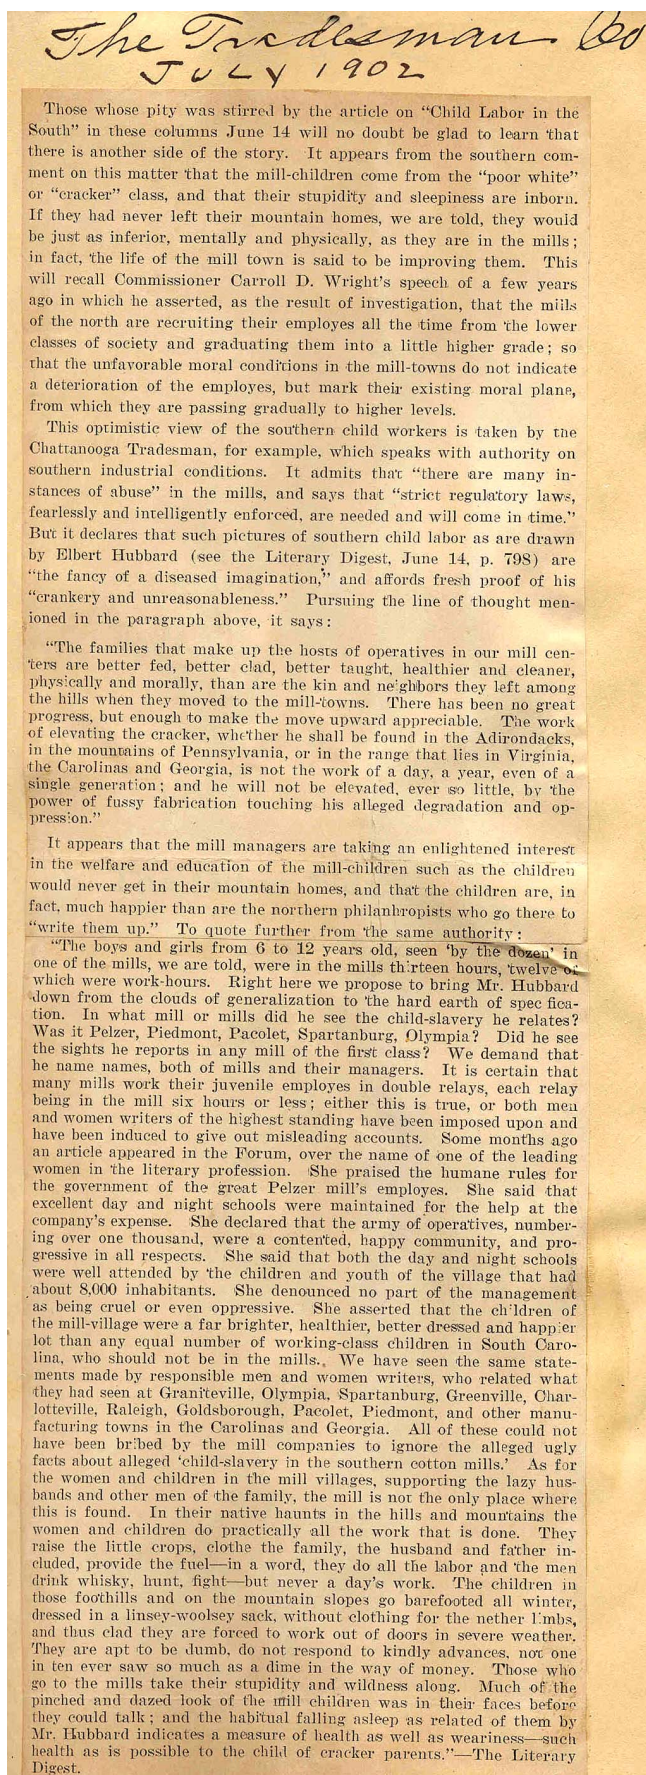 The Tradesman Co
JULY 1902
Those whose pity was stirred by the article on "Child Labor in the
South" in these columns June 14 will no doubt be glad to learn that
there is another side of the story. It appears from the southern com-
ment on this matter that the mill-children come from the "poor white"
or "cracker" class, and that their stupidity and sleepiness are inborn.
If they had never left their mountain homes, we are told, they would
be just as inferior, mentally and physically, as they are in the mills;
in fact, the life of the mill town is said to be improving them. This
will recall Commissioner Carroll D. Wright's speech of a few years
ago in which he asserted, as the result of investigation, that the mills
of the north are recruiting their employes all the time from the lower
classes of society and graduating them into a little higher grade; so
that the unfavorable moral conditions in the mill-towns do not indicate
a deterioration of the employes, but mark their existing moral plane,
from which they are passing gradually to higher levels.
This optimistic view of the southern child workers is taken by the
Chattanooga Tradesman, for example, which speaks with authority on
southern industrial conditions. It admits that "there are many in-
stances of abuse" in the mills, and says that "strict regulatory laws,
fearlessly and intelligently enforced, are needed and will come in time."
But it declares that such pictures of southern child labor as are drawn
by Elbert Hubbard (see the Literary Digest, June 14, p. 798) are
"the fancy of a diseased imagination," and affords fresh proof of his
"crankery and unreasonableness." Pursuing the line of thought men-
ioned in the paragraph above, it says:
"The families that make up the hosts of operatives in our mill cen-
ters are better fed, better clad, better taught, healthier and cleaner,
physically and morally, than are the kin and neighbors they left among
the hills when they moved to the mill-towns. There has been no great
progress, but enough to make the move upward appreciable. The work
of elevating the cracker, whether he shall be found in the Adirondacks,
in the mountains of Pennsylvania, or in the range that lies in Virginia,
the Carolinas and Georgia, is not the work of a day, a year, even of a
single generation; and he will not be elevated, ever so little, by the
power of fussy fabrication touching his alleged degradation and op-
pression."
It appears that the mill managers are taking an enlightened interest
in the welfare and education of the mill-children such as the children
would never get in their mountain homes, and that the children are, in
fact, much happier than are the northern philanthropists who go there to
"write them up." To quote further from the same authority:
"The boys and girls from 6 to 12 years old, seen 'by the dozen' in
one of the mills, we are told, were in the mills thirteen hours, twelve of
which were work-hours. Right here we propose to bring Mr. Hubbard
down from the clouds of generalization to the hard earth of spec fica-
tion. In what mill or mills did he see the child-slavery he relates?
Was it Pelzer, Piedmont, Pacolet, Spartanburg, Olympia? Did he see
the sights he reports in any mill of the first class? We demand that
he name names, both of mills and their managers. It is certain that
many mills work their juvenile employes in double relays, each relay
being in the mill six hours or less; either this is true, or both men
and women writers of the highest standing have been imposed upon and
have been induced to give out misleading accounts. Some months ago
an article appeared in the Forum, over the name of one of the leading
women in the literary profession. She praised the humane rules for
the government of the great Pelzer mill's employes. She said that
excellent day and night schools were maintained for the help at the
company's expense. She declared that the army of operatives, number-
ing over one thousand, were a contented, happy community, and pro-
gressive in all respects. She said that both the day and night schools
were well attended by the children and youth of the village that had
about 8,000 inhabitants. She denounced no part of the management
as being cruel or even oppressive. She asserted that the children of
the mill-village were a far brighter, healthier, better dressed and happier
lot than any equal number of working-class children in South Caro-
lina, who should not be in the mills. We have seen the same state-
ments made by responsible men and women writers, who related what
they had seen at Graniteville, Olympia, Spartanburg, Greenville, Char-
lotteville, Raleigh, Goldsborough, Pacolet, Piedmont, and other manu-
facturing towns in the Carolinas and Georgia. All of these could not
have been bribed by the mill companies to ignore the alleged ugly
facts about alleged 'child-slavery in the southern cotton mills.' As for
the women and children in the mill villages, supporting the lazy hus-
bands and other men of the family, the mill is not the only place where
this is found. In their native haunts in the hills and mountains the
women and children do practically all the work that is done. They
raise the little crops, clothe the family, the husband and father in-
cluded, provide the fuel—in a word, they do all the labor and the men
drink whisky, hunt, fight—but never a day's work. The children in
those foothills and on the mountain slopes go barefooted all winter,
dressed in a linsey-woolsey sack, without clothing for the nether limbs,
and thus clad they are forced to work out of doors in severe weather.
They are apt to be dumb, do not respond to kindly advances, not one
in ten ever saw so much as a dime in the way of money. Those who
go to the mills take their stupidity and wildness along. Much of the
pinched and dazed look of the mill children was in their faces before
they could talk; and the habitual falling asleep as related of them by
Mr. Hubbard indicates a measure of health as well as weariness—such
health as is possible to the child of cracker parents."—The Literary
Digest.